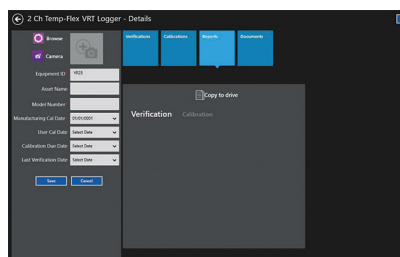 2 Ch Temp-Flex VRT Logger - Details
Browse
Camera
Verifications
Calibrations
Reports
Documents
Equipment ID
VR25
Asset Name
Model Number
Manufacturing Cal Date
01/01/0001
User Cal Date
Select Date
Calibration Due Date
Select Date
Last Verification Date
Select Date
Save
Cancel
Copy to drive
Verification
Calibration